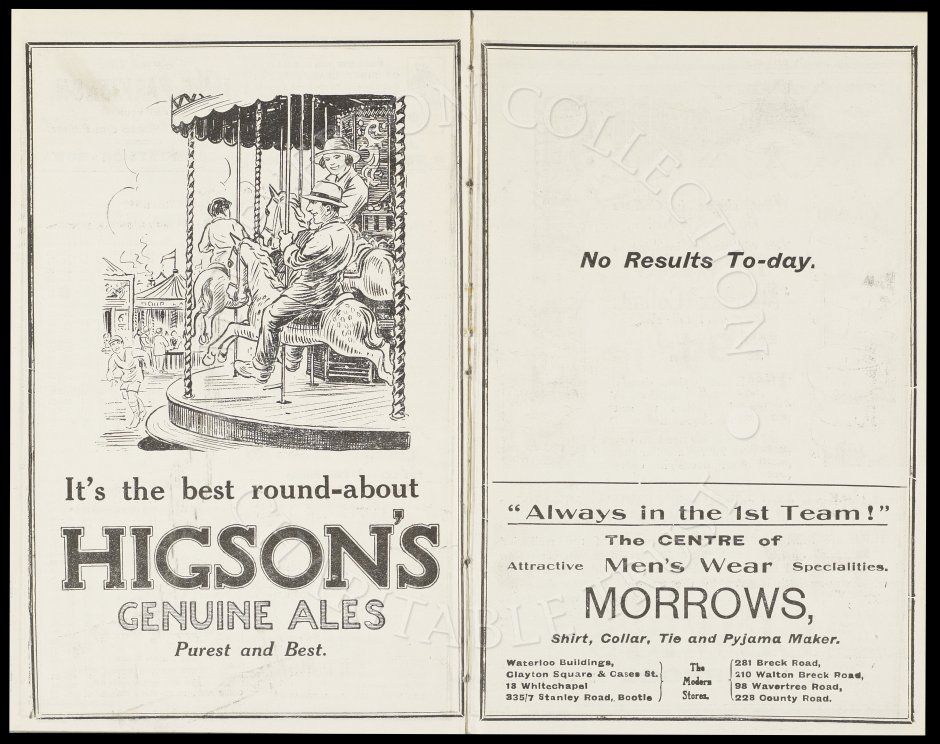 It's the best round-about
HIGSON'S
GENUINE ALES
Purest and Best.
No Results To-day.
"Always in the 1st Team!"
The CENTRE of
Attractive Men's Wear Specialities.
MORROWS,
Shirt, Collar, Tie and Pyjama Maker.
Waterloo Buildings,
Clayton Square & Cases St.
13 Whitechapel
335/7 Stanley Road, Bootle
The
Modern
Stores.
281 Breck Road,
210 Walton Breck Road,
98 Wavertree Road,
228 County Road.
COLLECTION
CHARITABLE TRUST